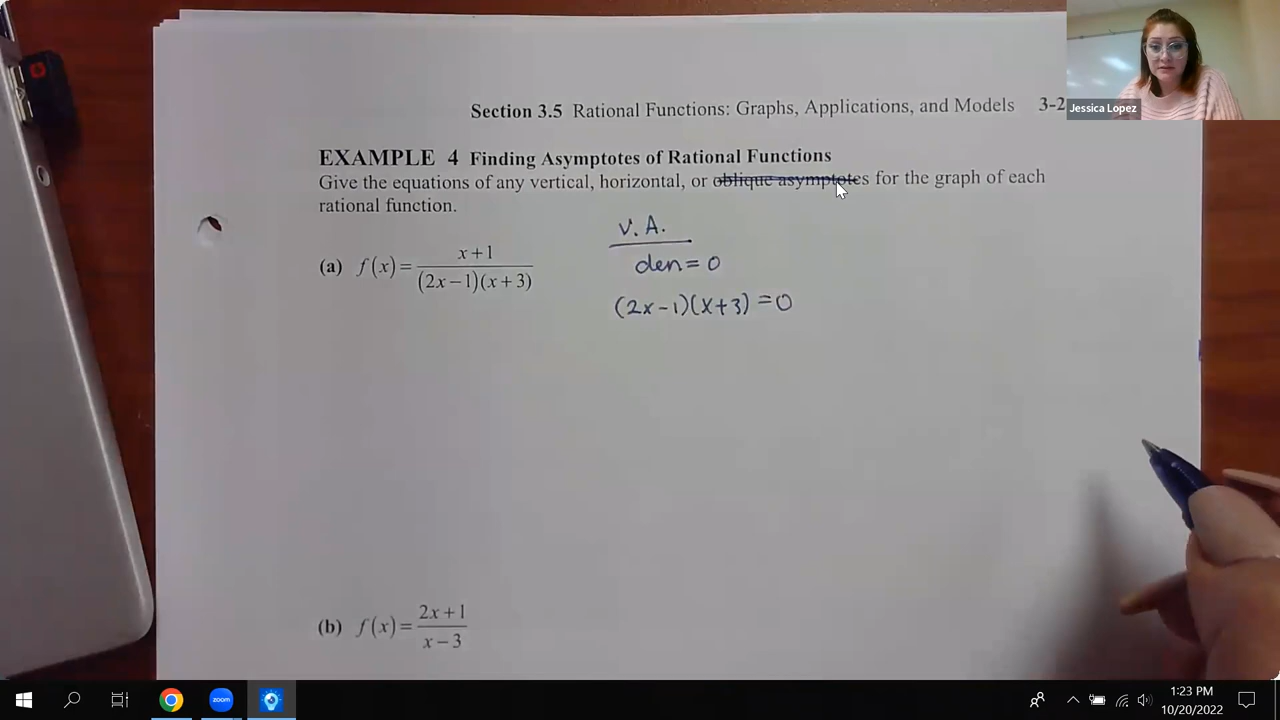 Section 3.5 Rational Functions: Graphs, Applications, and Models 3-2
Jessica Lopez
EXAMPLE 4 Finding Asymptotes of Rational Functions
Give the equations of any vertical, horizontal, or oblique asymptotes for the graph of each
rational function.
V.A.
den = 0
(a) f(x) = x+1 / (2x−1)(x+3)
(2x−1)(x+3) = 0
(b) f(x) = 2x+1 / x−3
zoom
1:23 PM
10/20/2022